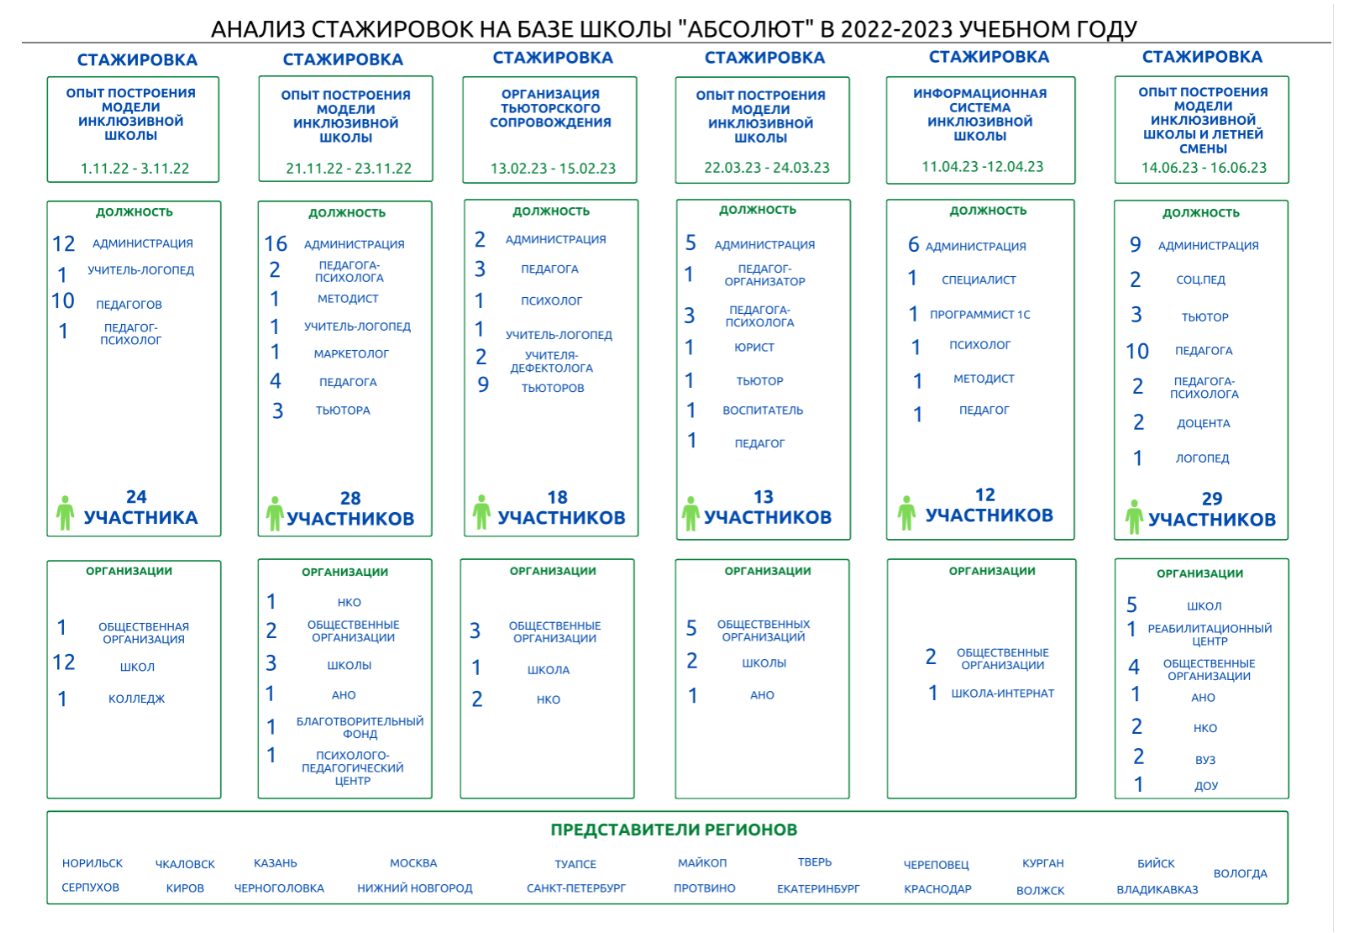 АНАЛИЗ СТАЖИРОВОК НА БАЗЕ ШКОЛЫ "АБСОЛЮТ" В 2022-2023 УЧЕБНОМ ГОДУ
СТАЖИРОВКА
ОПЫТ ПОСТРОЕНИЯ
МОДЕЛИ
ИНКЛЮЗИВНОЙ
ШКОЛЫ
1.11.22 - 3.11.22
ДОЛЖНОСТЬ
12 АДМИНИСТРАЦИЯ
1 УЧИТЕЛЬ-ЛОГОПЕД
10 ПЕДАГОГОВ
1 ПЕДАГОГ-
ПСИХОЛОГ
24
УЧАСТНИКА
ОРГАНИЗАЦИИ
1 ОБЩЕСТВЕННАЯ
ОРГАНИЗАЦИЯ
12 ШКОЛ
1 КОЛЛЕДЖ
СТАЖИРОВКА
ОПЫТ ПОСТРОЕНИЯ
МОДЕЛИ
ИНКЛЮЗИВНОЙ
ШКОЛЫ
21.11.22 - 23.11.22
ДОЛЖНОСТЬ
16 АДМИНИСТРАЦИЯ
2 ПЕДАГОГА-
ПСИХОЛОГА
1 МЕТОДИСТ
1 УЧИТЕЛЬ-ЛОГОПЕД
1 МАРКЕТОЛОГ
4 ПЕДАГОГА
3 ТЬЮТОРА
28
УЧАСТНИКОВ
ОРГАНИЗАЦИИ
1 НКО
2 ОБЩЕСТВЕННЫЕ
ОРГАНИЗАЦИИ
3 ШКОЛЫ
1 АНО
1 БЛАГОТВОРИТЕЛЬНЫЙ
ФОНД
1 ПСИХОЛОГО-
ПЕДАГОГИЧЕСКИЙ
ЦЕНТР
СТАЖИРОВКА
ОРГАНИЗАЦИЯ
ТЬЮТОРСКОГО
СОПРОВОЖДЕНИЯ
13.02.23 - 15.02.23
ДОЛЖНОСТЬ
2 АДМИНИСТРАЦИЯ
3 ПЕДАГОГА
1 ПСИХОЛОГ
1 УЧИТЕЛЬ-ЛОГОПЕД
2 УЧИТЕЛЯ-
ДЕФЕКТОЛОГА
9 ТЬЮТОРОВ
18
УЧАСТНИКОВ
ОРГАНИЗАЦИИ
3 ОБЩЕСТВЕННЫЕ
ОРГАНИЗАЦИИ
1 ШКОЛА
2 НКО
СТАЖИРОВКА
ОПЫТ ПОСТРОЕНИЯ
МОДЕЛИ
ИНКЛЮЗИВНОЙ
ШКОЛЫ
22.03.23 - 24.03.23
ДОЛЖНОСТЬ
5 АДМИНИСТРАЦИЯ
1 ПЕДАГОГ-
ОРГАНИЗАТОР
3 ПЕДАГОГА-
ПСИХОЛОГА
1 ЮРИСТ
1 ТЬЮТОР
1 ВОСПИТАТЕЛЬ
1 ПЕДАГОГ
13
УЧАСТНИКОВ
ОРГАНИЗАЦИИ
5 ОБЩЕСТВЕННЫХ
ОРГАНИЗАЦИЙ
2 ШКОЛЫ
1 АНО
СТАЖИРОВКА
ИНФОРМАЦИОННАЯ
СИСТЕМА
ИНКЛЮЗИВНОЙ
ШКОЛЫ
11.04.23 -12.04.23
ДОЛЖНОСТЬ
6 АДМИНИСТРАЦИЯ
1 СПЕЦИАЛИСТ
1 ПРОГРАММИСТ 1С
1 ПСИХОЛОГ
1 МЕТОДИСТ
1 ПЕДАГОГ
12
УЧАСТНИКОВ
ОРГАНИЗАЦИИ
2 ОБЩЕСТВЕННЫЕ
ОРГАНИЗАЦИИ
1 ШКОЛА-ИНТЕРНАТ
СТАЖИРОВКА
ОПЫТ ПОСТРОЕНИЯ
МОДЕЛИ
ИНКЛЮЗИВНОЙ
ШКОЛЫ И ЛЕТНЕЙ
СМЕНЫ
14.06.23 - 16.06.23
ДОЛЖНОСТЬ
9 АДМИНИСТРАЦИЯ
2 СОЦ.ПЕД
3 ТЬЮТОР
10 ПЕДАГОГА
2 ПЕДАГОГА-
ПСИХОЛОГА
2 ДОЦЕНТА
1 ЛОГОПЕД
29
УЧАСТНИКОВ
ОРГАНИЗАЦИИ
5 ШКОЛ
1 РЕАБИЛИТАЦИОННЫЙ
ЦЕНТР
4 ОБЩЕСТВЕННЫЕ
ОРГАНИЗАЦИИ
1 АНО
2 НКО
2 ВУЗ
1 ДОУ
ПРЕДСТАВИТЕЛИ РЕГИОНОВ
НОРИЛЬСК ЧКАЛОВСК КАЗАНЬ МОСКВА ТУАПСЕ МАЙКОП ТВЕРЬ ЧЕРЕПОВЕЦ КУРГАН БИЙСК ВОЛОГДА
СЕРПУХОВ КИРОВ ЧЕРНОГОЛОВКА НИЖНИЙ НОВГОРОД САНКТ-ПЕТЕРБУРГ ПРОТВИНО ЕКАТЕРИНБУРГ КРАСНОДАР ВОЛЖСК ВЛАДИКАВКАЗ